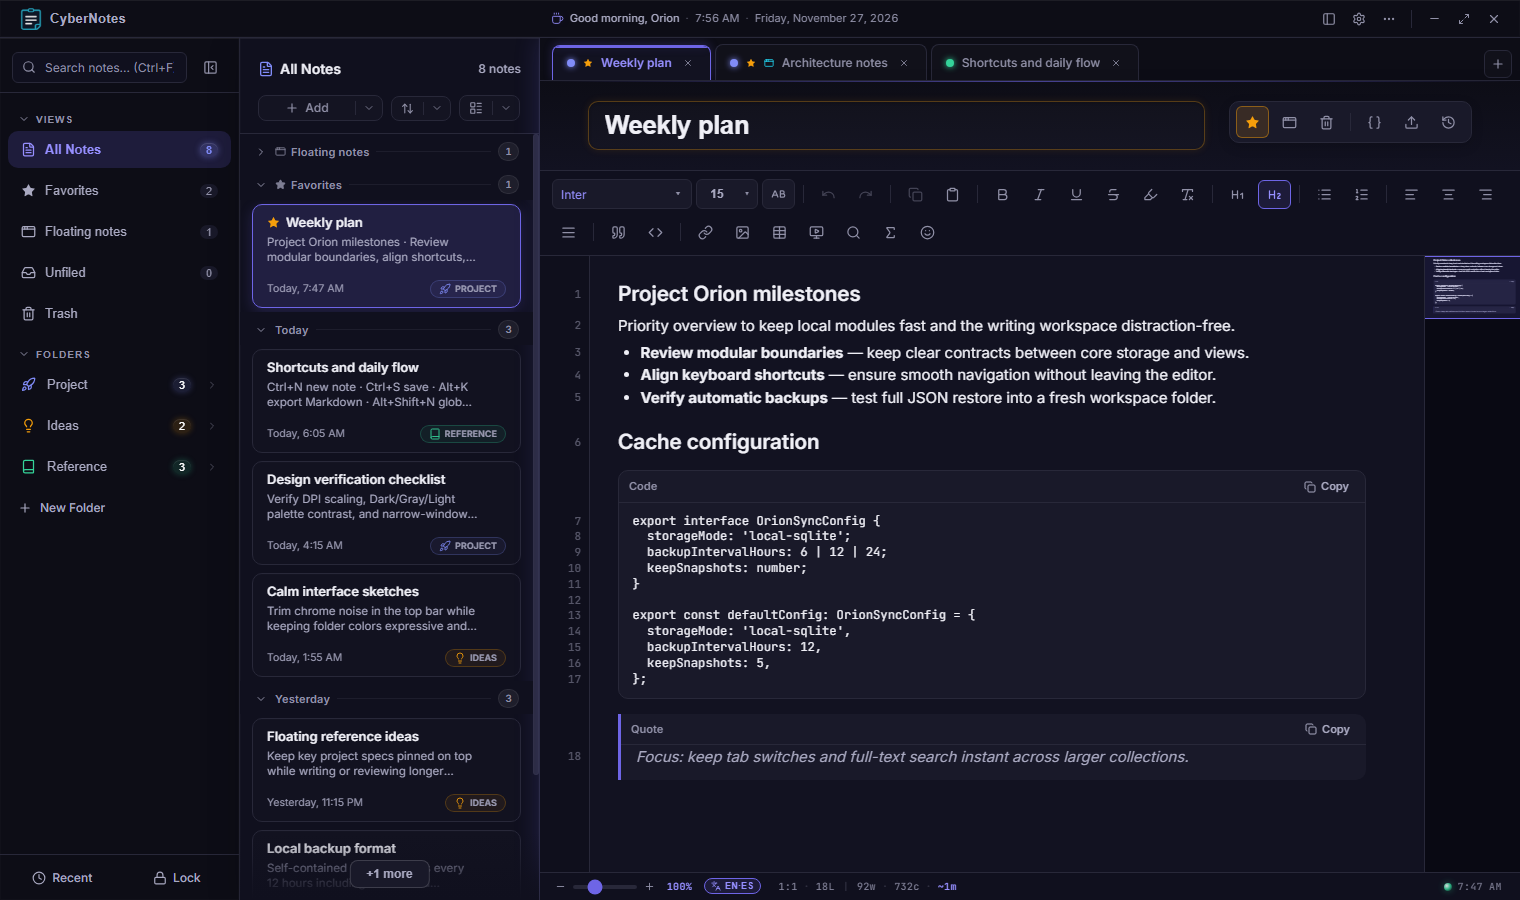 CyberNotes
Good morning, Orion · 7:56 AM · Friday, November 27, 2026
Search notes... (Ctrl+F
VIEWS
All Notes 8
Favorites 2
Floating notes 1
Unfiled 0
Trash
FOLDERS
Project 3
Ideas 2
Reference 3
New Folder
Recent
Lock
All Notes
8 notes
Add
Floating notes 1
Favorites 1
Weekly plan
Project Orion milestones · Review
modular boundaries, align shortcuts,...
Today, 7:47 AM
PROJECT
Today 3
Shortcuts and daily flow
Ctrl+N new note · Ctrl+S save · Alt+K
export Markdown · Alt+Shift+N glob...
Today, 6:05 AM
REFERENCE
Design verification checklist
Verify DPI scaling, Dark/Gray/Light
palette contrast, and narrow-window...
Today, 4:15 AM
PROJECT
Calm interface sketches
Trim chrome noise in the top bar while
keeping folder colors expressive and...
Today, 1:55 AM
IDEAS
Yesterday 3
Floating reference ideas
Keep key project specs pinned on top
while writing or reviewing longer...
Yesterday, 11:15 PM
IDEAS
Local backup format
Self-contained every
12 hours
+1 more
Weekly plan
Architecture notes
Shortcuts and daily flow
Weekly plan
Inter
15
AB
B I U S
H1
H2
1 Project Orion milestones
2 Priority overview to keep local modules fast and the writing workspace distraction-free.
3 • Review modular boundaries — keep clear contracts between core storage and views.
4 • Align keyboard shortcuts — ensure smooth navigation without leaving the editor.
5 • Verify automatic backups — test full JSON restore into a fresh workspace folder.
6 Cache configuration
Code
Copy
7 export interface OrionSyncConfig {
8 storageMode: 'local-sqlite';
9 backupIntervalHours: 6 | 12 | 24;
10 keepSnapshots: number;
11 }
12
13 export const defaultConfig: OrionSyncConfig = {
14 storageMode: 'local-sqlite',
15 backupIntervalHours: 12,
16 keepSnapshots: 5,
17 };
Quote
Copy
18 Focus: keep tab switches and full-text search instant across larger collections.
100%
EN·ES
1:1 · 18L | 92w · 732c · ~1m
7:47 AM